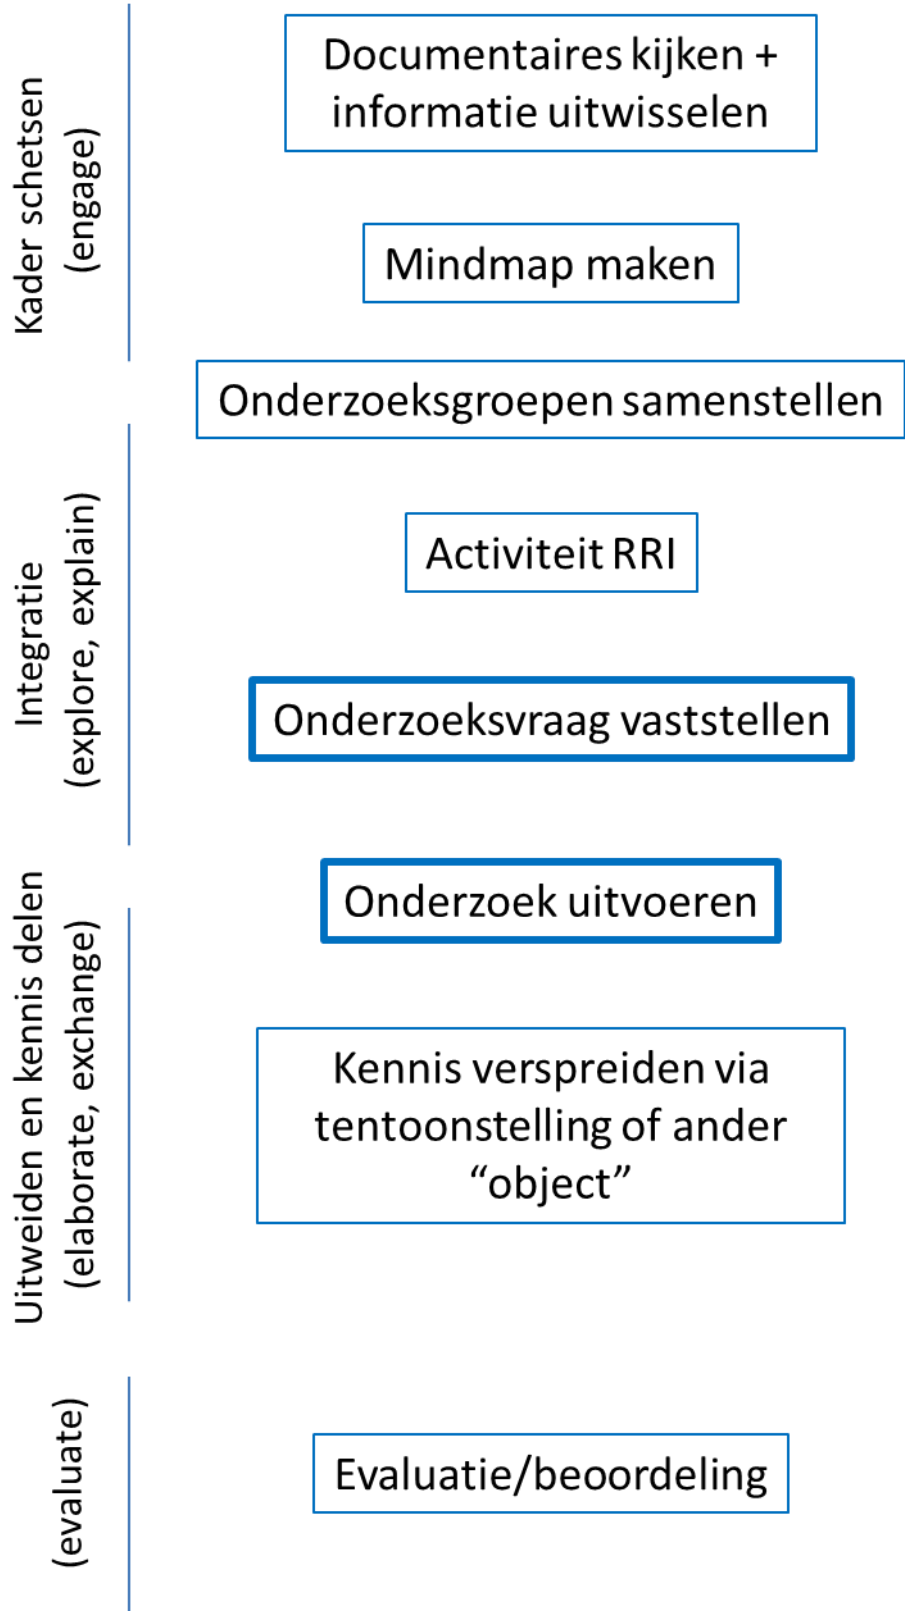 Kader schetsen
(engage)
Documentaires kijken +
informatie uitwisselen
Mindmap maken
Onderzoeksgroepen samenstellen
Integratie
(explore, explain)
Activiteit RRI
Onderzoeksvraag vaststellen
Uitweiden en kennis delen
(elaborate, exchange)
Onderzoek uitvoeren
Kennis verspreiden via
tentoonstelling of ander
“object”
(evaluate)
Evaluatie/beoordeling